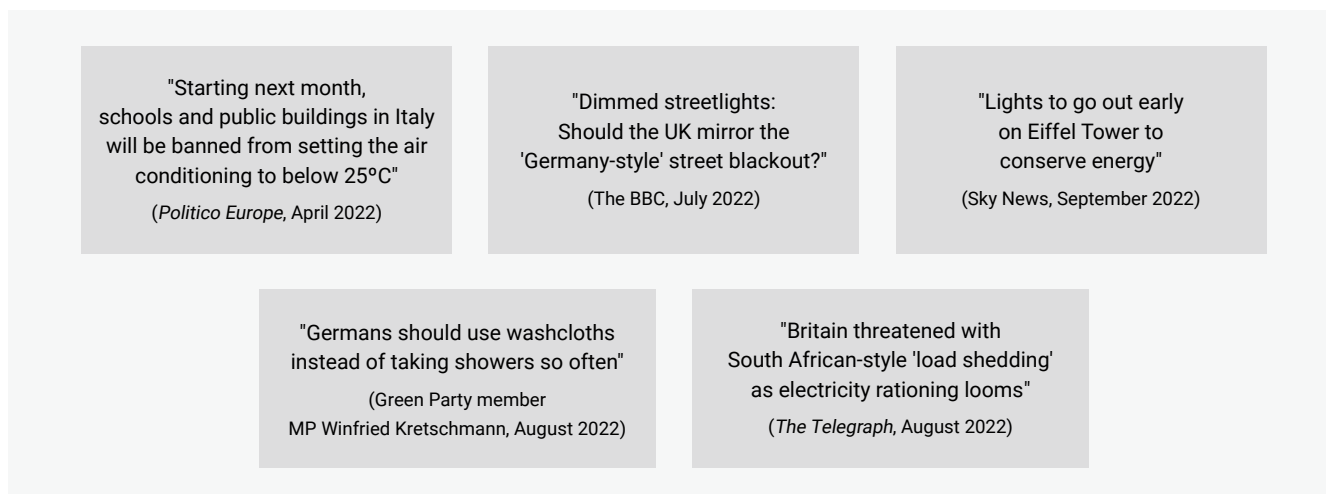 "Starting next month,
schools and public buildings in Italy
will be banned from setting the air
conditioning to below 25ºC"
(Politico Europe, April 2022)
"Dimmed streetlights:
Should the UK mirror the
'Germany-style' street blackout?"
(The BBC, July 2022)
"Lights to go out early
on Eiffel Tower to
conserve energy"
(Sky News, September 2022)
"Germans should use washcloths
instead of taking showers so often"
(Green Party member
MP Winfried Kretschmann, August 2022)
"Britain threatened with
South African-style 'load shedding'
as electricity rationing looms"
(The Telegraph, August 2022)